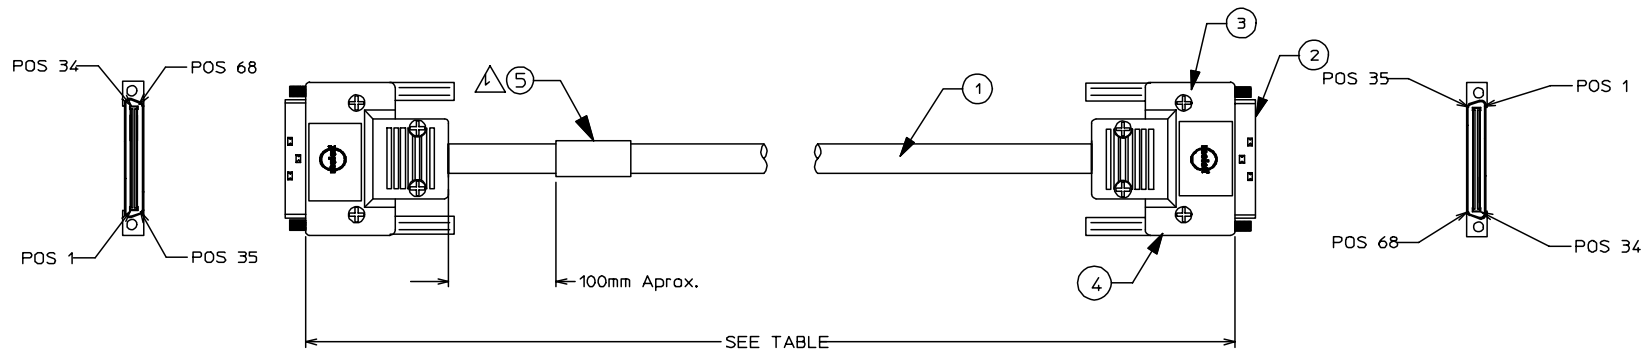 3
2
POS 34
POS 68
5
1
POS 35
POS 1
POS 1
POS 35
100mm Aprox.
4
POS 68
POS 34
SEE TABLE